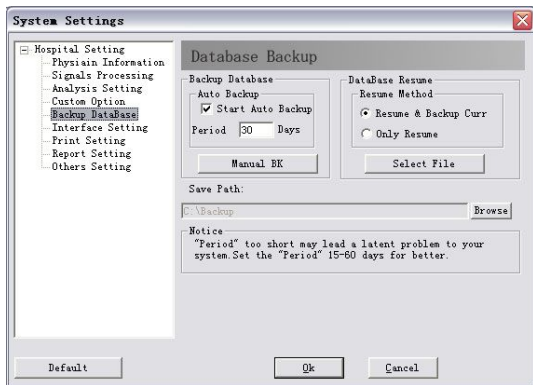 System Settings
Hospital Setting
Physiain Information
Signals Processing
Analysis Setting
Custom Option
Backup DataBase
Interface Setting
Print Setting
Report Setting
Others Setting
Database Backup
Backup Database
Auto Backup
Start Auto Backup
Period 30 Days
Manual BK
DataBase Resume
Resume Method
Resume & Backup Curr
Only Resume
Select File
Save Path:
C:\Backup
Browse
Notice
"Period" too short may lead a latent problem to your
system.Set the "Period" 15-60 days for better.
Default
Ok
Cancel